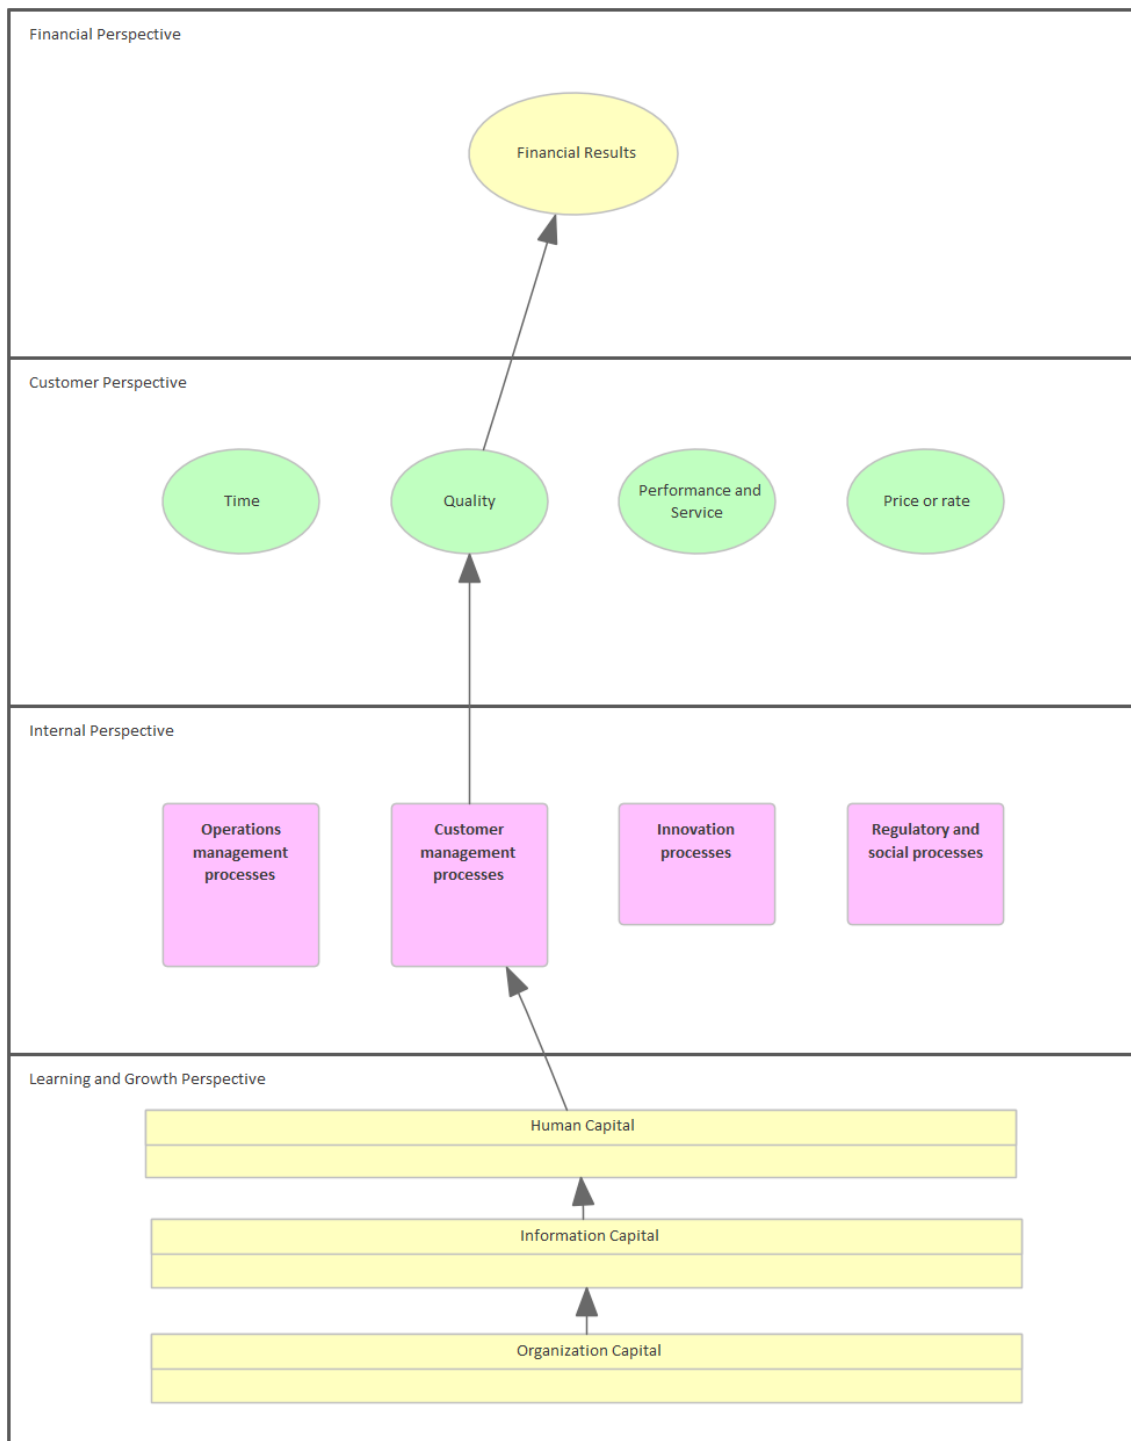 Financial Perspective
Financial Results
Customer Perspective
Time
Quality
Performance and
Service
Price or rate
Internal Perspective
Operations
management
processes
Customer
management
processes
Innovation
processes
Regulatory and
social processes
Learning and Growth Perspective
Human Capital
Information Capital
Organization Capital